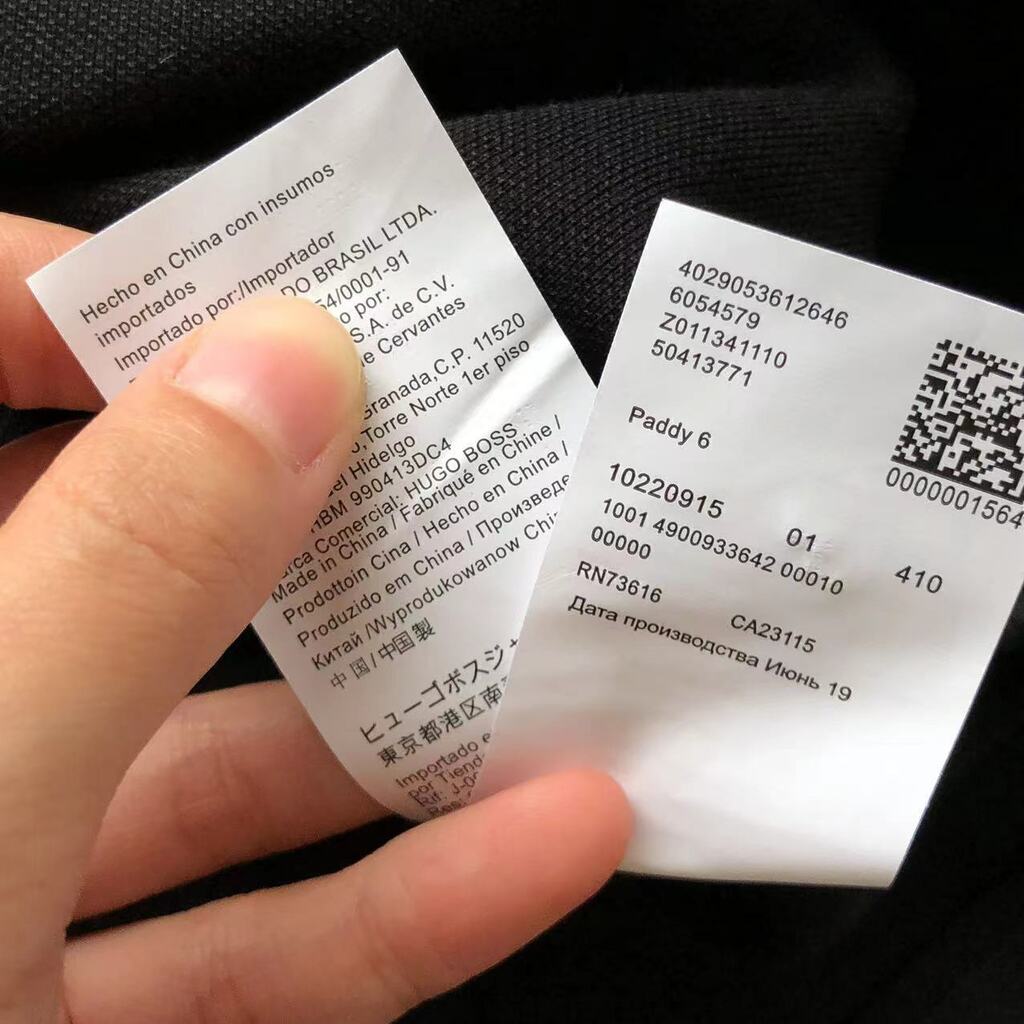 Hecho en China con insumos
importados
Importado por:/Importador
DO BRASIL LTDA.
54/0001-91
o por:
S.A. de C.V.
Cervantes
Granada,C.P. 11520
,Torre Norte 1er piso
Hidelgo
HBM 990413DC4
Comercial: HUGO BOSS
Made in China / Fabriqué en Chine /
Prodottoin Cina / Hecho en China /
Produzido em China / Произведе
Китай /Wyprodukowanow Chi
中国/中国製
ヒューゴボスジャ
東京都港区南
Importado
por Tiend
Rif: J-0
4029053612646
6054579
Z011341110
50413771
Paddy 6
0000001564
10220915 01 410
1001 4900933642 00010
00000
RN73616 CA23115
Дата производства Июнь 19